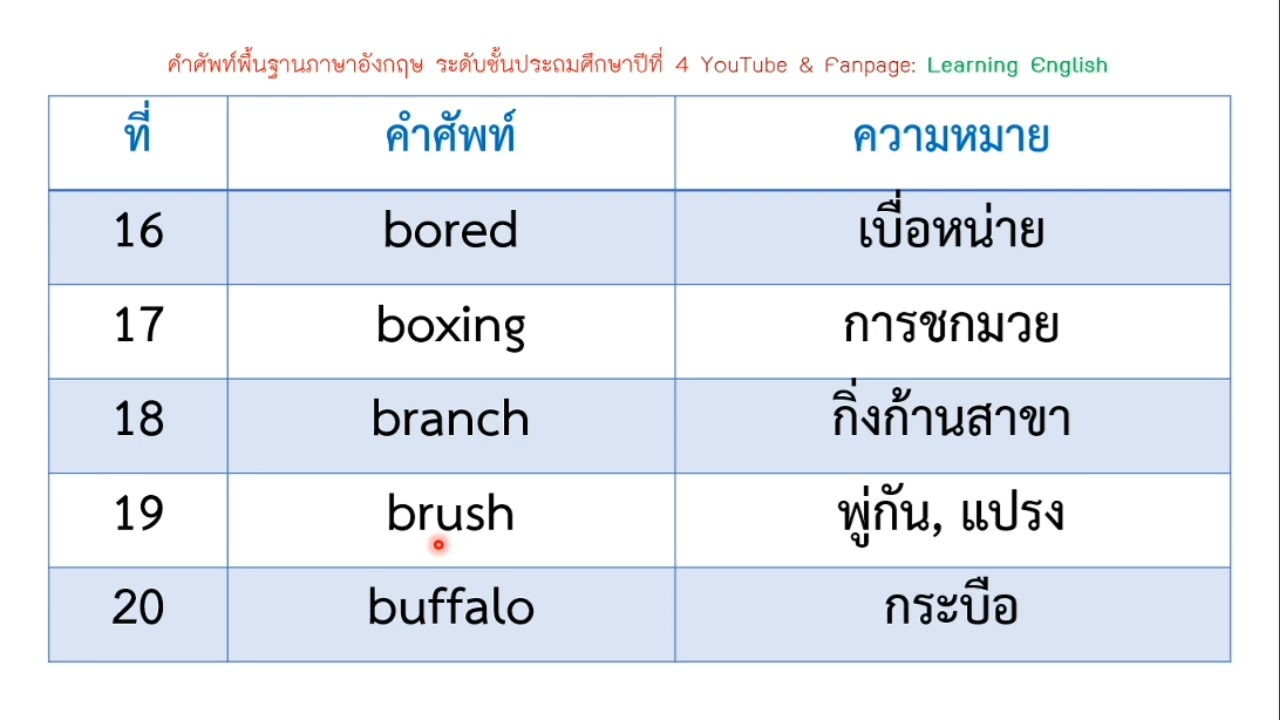 คำศัพท์พื้นฐานภาษาอังกฤษ ระดับชั้นประถมศึกษาปีที่ 4 YouTube & Fanpage: Learning English
ที่ คำศัพท์ ความหมาย
16 bored เบื่อหน่าย
17 boxing การชกมวย
18 branch กิ่งก้านสาขา
19 brush พู่กัน, แปรง
20 buffalo กระบือ